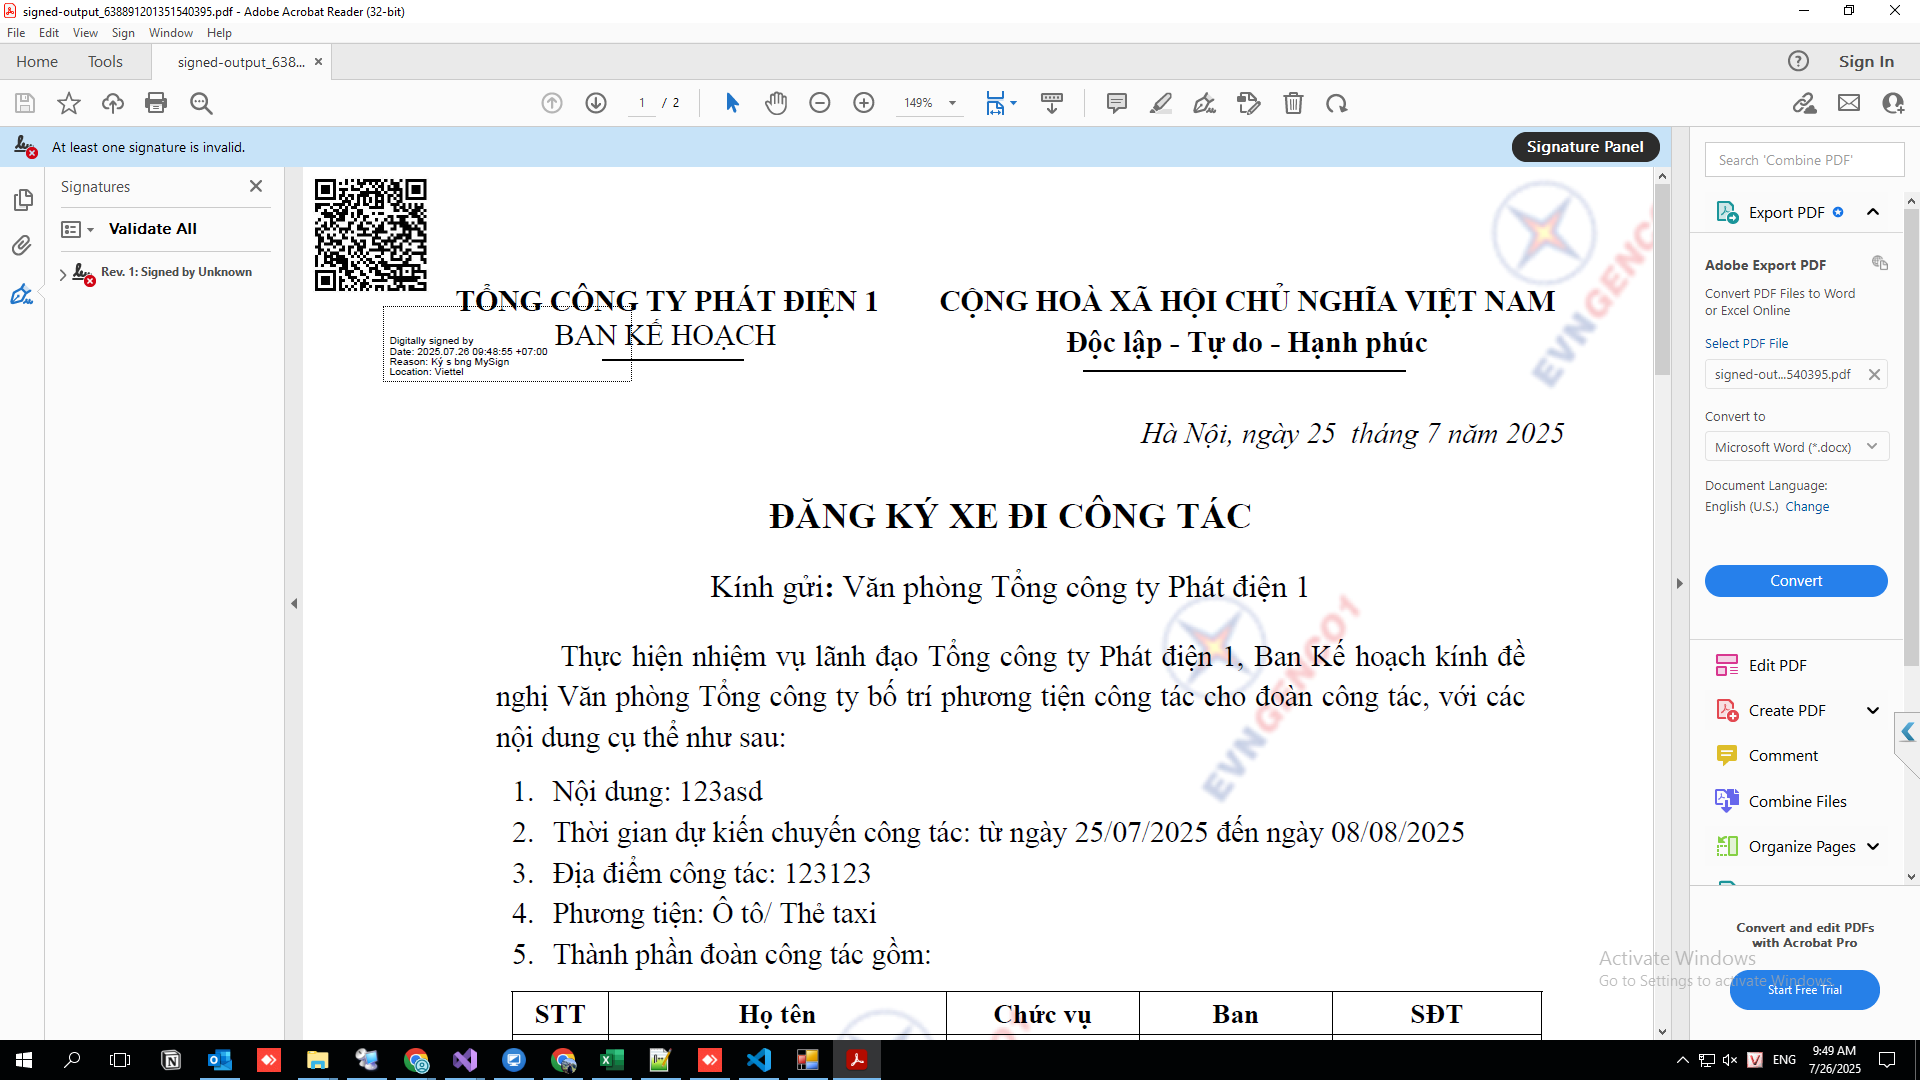 signed-output_638891201351540395.pdf - Adobe Acrobat Reader (32-bit)
File Edit View Sign Window Help
Home Tools signed-output_638... × Sign In
1 / 2 149%
At least one signature is invalid. Signature Panel
Signatures
Validate All
Rev. 1: Signed by Unknown
TỔNG CÔNG TY PHÁT ĐIỆN 1
BAN KẾ HOẠCH
Digitally signed by
Date: 2025.07.26 09:48:55 +07:00
Reason: Ký s bng MySign
Location: Viettel
CỘNG HOÀ XÃ HỘI CHỦ NGHĨA VIỆT NAM
Độc lập - Tự do - Hạnh phúc
EVNGENCO1
Hà Nội, ngày 25 tháng 7 năm 2025
ĐĂNG KÝ XE ĐI CÔNG TÁC
Kính gửi: Văn phòng Tổng công ty Phát điện 1
Thực hiện nhiệm vụ lãnh đạo Tổng công ty Phát điện 1, Ban Kế hoạch kính đề
nghị Văn phòng Tổng công ty bố trí phương tiện công tác cho đoàn công tác, với các
nội dung cụ thể như sau:
EVNGENCO1
1. Nội dung: 123asd
2. Thời gian dự kiến chuyến công tác: từ ngày 25/07/2025 đến ngày 08/08/2025
3. Địa điểm công tác: 123123
4. Phương tiện: Ô tô/ Thẻ taxi
5. Thành phần đoàn công tác gồm:
STT Họ tên Chức vụ Ban SĐT
Search 'Combine PDF'
Export PDF
Adobe Export PDF
Convert PDF Files to Word
or Excel Online
Select PDF File
signed-out...540395.pdf
Convert to
Microsoft Word (*.docx)
Document Language:
English (U.S.) Change
Convert
Edit PDF
Create PDF
Comment
Combine Files
Organize Pages
Convert and edit PDFs
with Acrobat Pro
Start Free Trial
Activate Windows
Go to Settings to activate Windows.
ENG
9:49 AM
7/26/2025